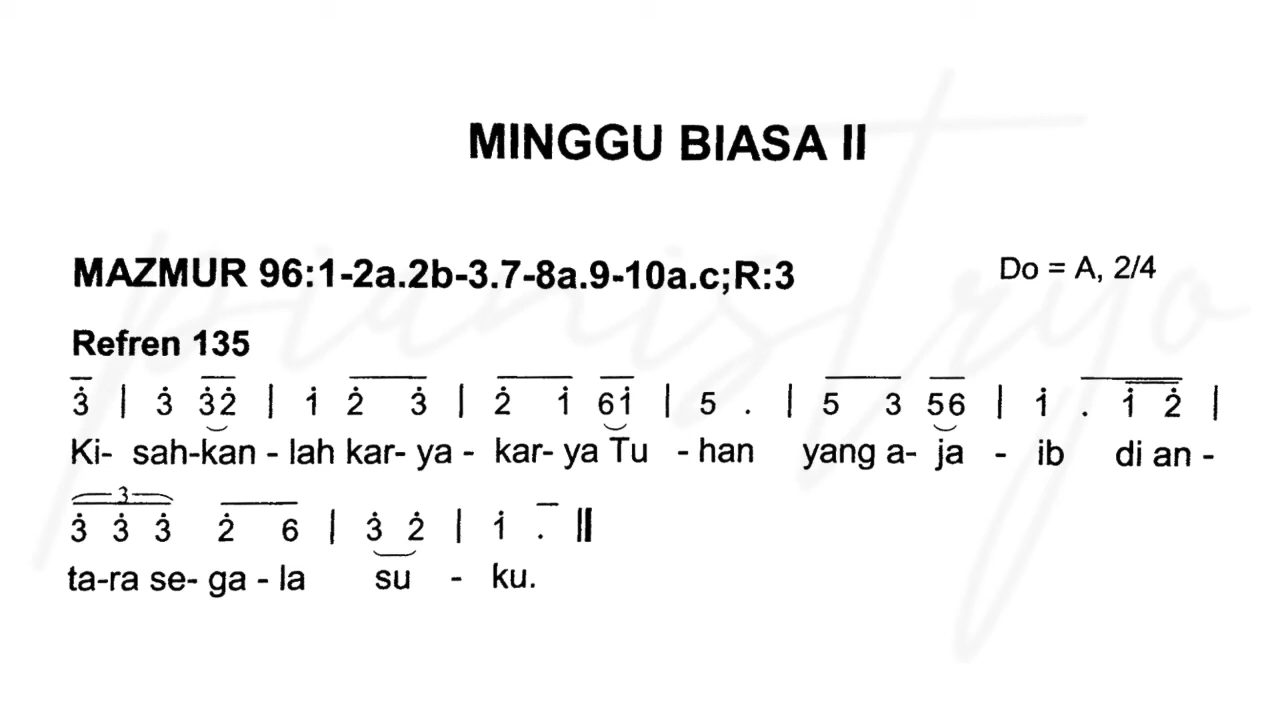 MINGGU BIASA II
MAZMUR 96:1-2a.2b-3.7-8a.9-10a.c;R:3
Do = A, 2/4
Refren 135
3̇ | 3̇ 3̇2̇ | 1̇ 2̇ 3̇ | 2̇ 1̇ 61̇ | 5 . | 5 3 56 | 1̇ . 1̇ 2̇ |
Ki- sah-kan - lah kar- ya - kar- ya Tu - han yang a- ja - ib di an -
3
3̇ 3̇ 3̇ 2̇ 6 | 3̇ 2̇ | 1̇ . ||
ta-ra se- ga - la su - ku.
pianistryo